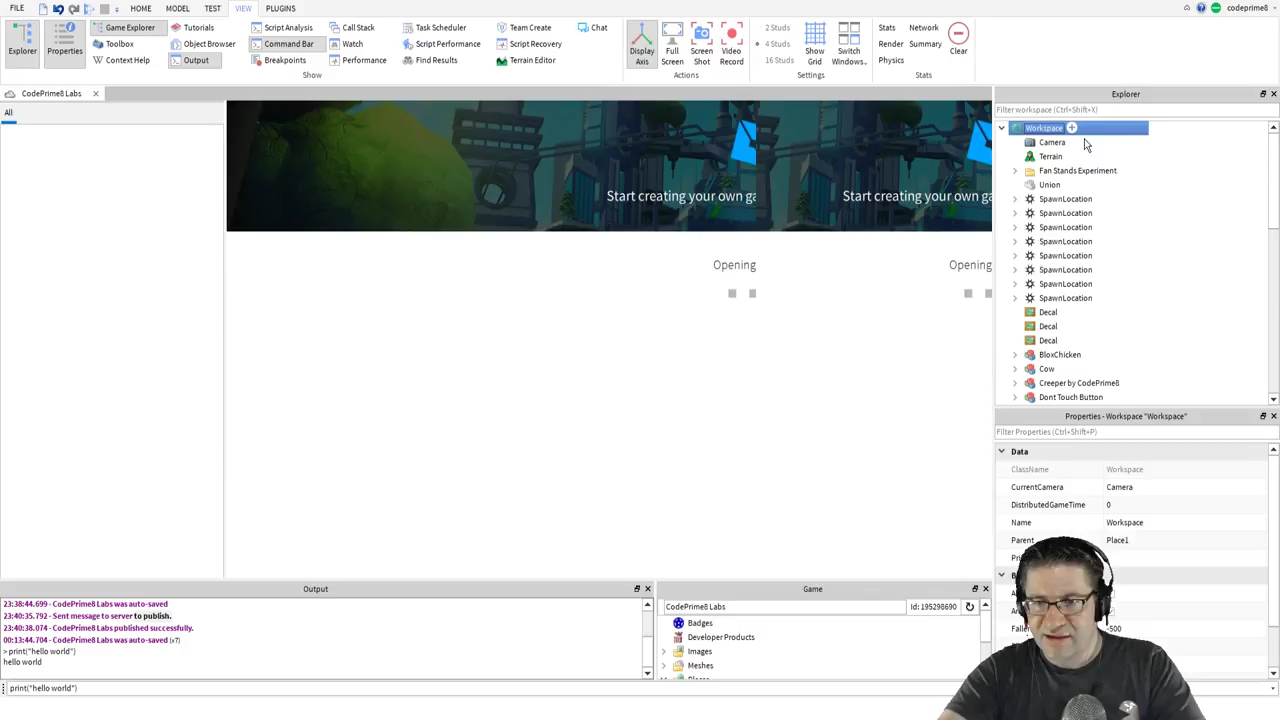 FILE HOME MODEL TEST VIEW PLUGINS codeprime8
Explorer Properties Game Explorer Tutorials Script Analysis Call Stack Task Scheduler Team Create Chat
Toolbox Object Browser Command Bar Watch Script Performance Script Recovery
Context Help Output Breakpoints Performance Find Results Terrain Editor
Show
Display Axis Full Screen Screen Shot Video Record
Actions
2 Studs
4 Studs
16 Studs
Show Grid Switch Windows..
Settings
Stats Network
Render Summary
Physics
Clear
Stats
CodePrime8 Labs
All
Start creating your own ga
Start creating your own ga
Opening
Opening
Explorer
Filter workspace (Ctrl+Shift+X)
Workspace
Camera
Terrain
Fan Stands Experiment
Union
SpawnLocation
SpawnLocation
SpawnLocation
SpawnLocation
SpawnLocation
SpawnLocation
SpawnLocation
SpawnLocation
Decal
Decal
Decal
BloxChicken
Cow
Creeper by CodePrime8
Dont Touch Button
Properties - Workspace "Workspace"
Filter Properties (Ctrl+Shift+P)
Data
ClassName Workspace
CurrentCamera Camera
DistributedGameTime 0
Name Workspace
Parent Place1
-500
Output
23:38:44.699 - CodePrime8 Labs was auto-saved
23:40:35.792 - Sent message to server to publish.
23:40:38.074 - CodePrime8 Labs published successfully.
00:13:44.704 - CodePrime8 Labs was auto-saved (x7)
> print("hello world")
hello world
print("hello world")
Game
CodePrime8 Labs Id: 195298690
Badges
Developer Products
Images
Meshes